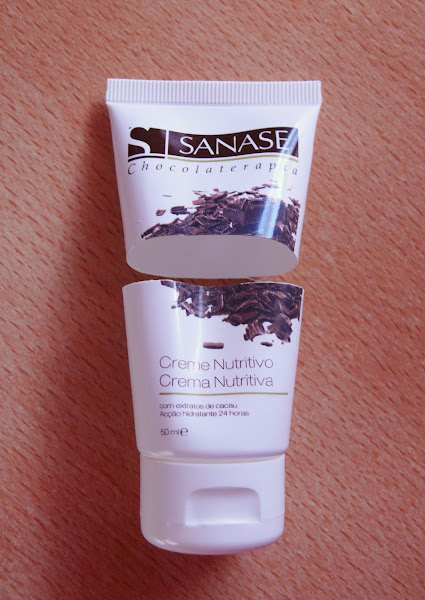 S SANASE
Chocolaterapia
Creme Nutritivo
Crema Nutritiva
com extratos de cacau
Acção hidratante 24 horas
50 ml ℮